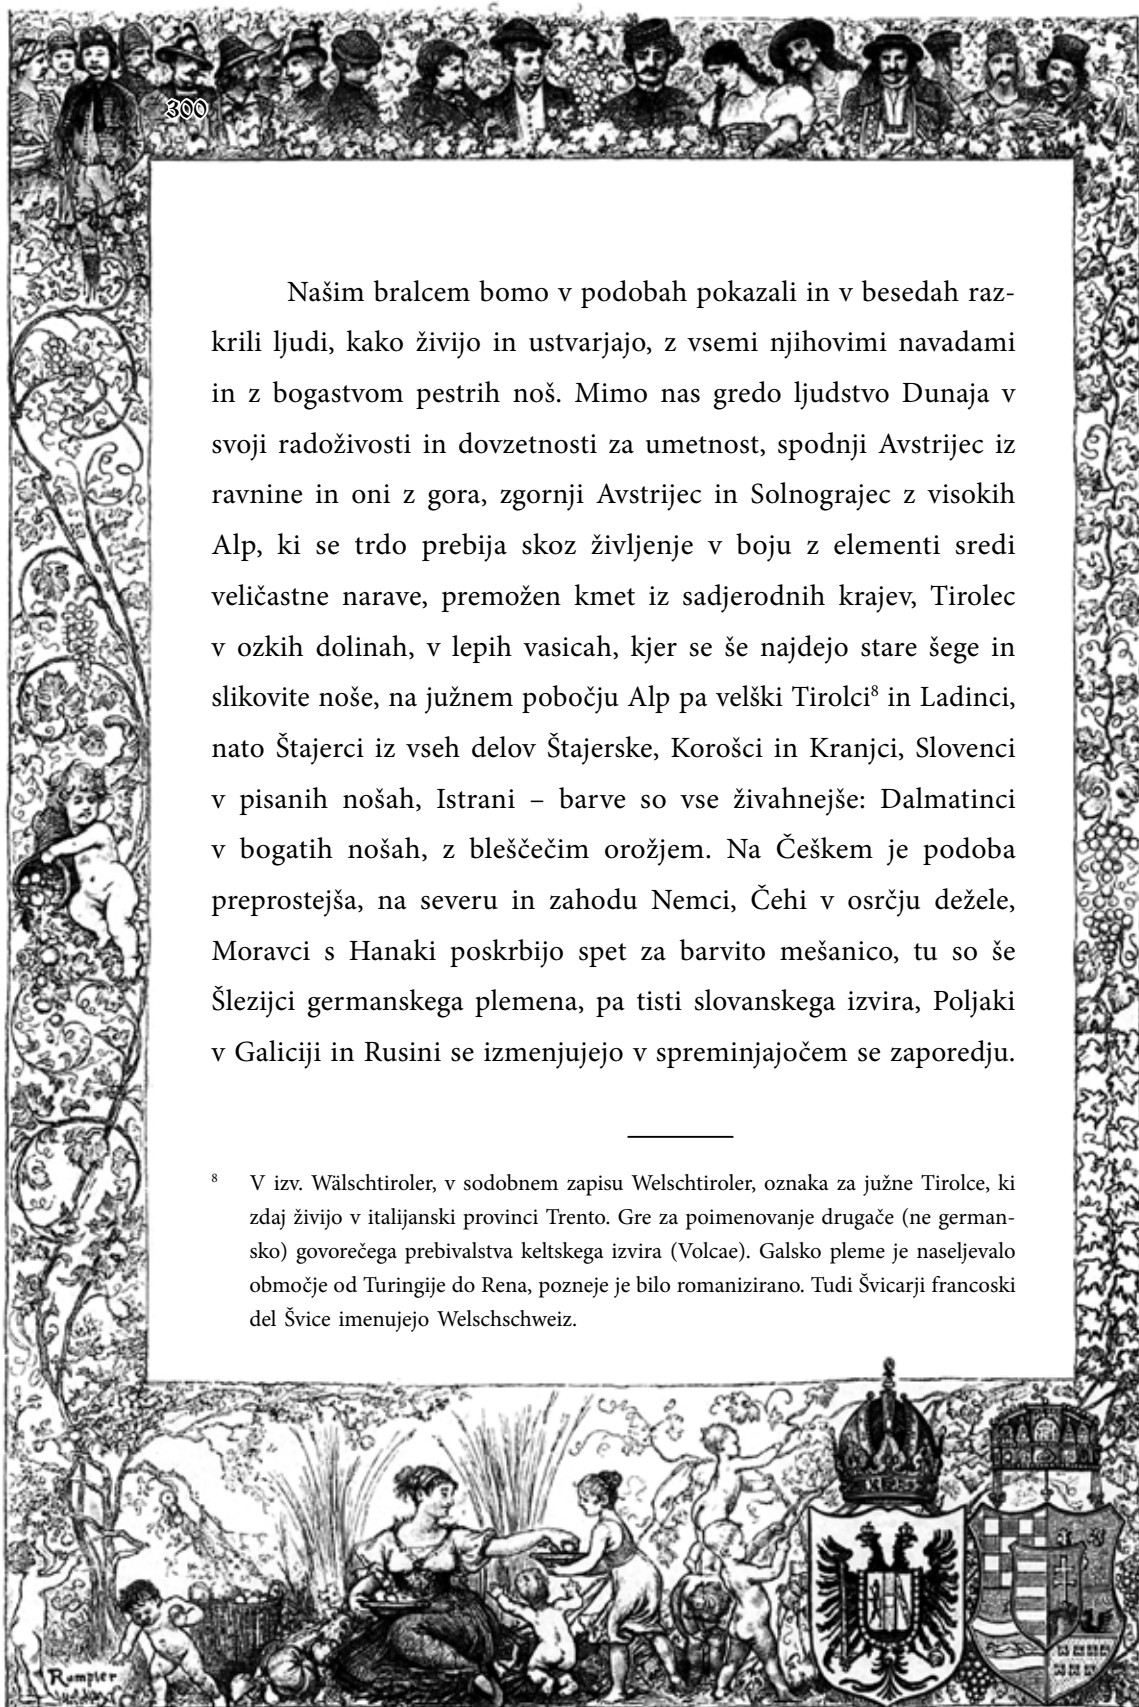 300
Našim bralcem bomo v podobah pokazali in v besedah raz-
krili ljudi, kako živijo in ustvarjajo, z vsemi njihovimi navadami
in z bogastvom pestrih noš. Mimo nas gredo ljudstvo Dunaja v
svoji radoživosti in dovzetnosti za umetnost, spodnji Avstrijec iz
ravnine in oni z gora, zgornji Avstrijec in Solnograjec z visokih
Alp, ki se trdo prebija skoz življenje v boju z elementi sredi
veličastne narave, premožen kmet iz sadjerodnih krajev, Tirolec
v ozkih dolinah, v lepih vasicah, kjer se še najdejo stare šege in
slikovite noše, na južnem pobočju Alp pa velški Tirolci⁸ in Ladinci,
nato Štajerci iz vseh delov Štajerske, Korošci in Kranjci, Slovenci
v pisanih nošah, Istrani – barve so vse živahnejše: Dalmatinci
v bogatih nošah, z bleščečim orožjem. Na Češkem je podoba
preprostejša, na severu in zahodu Nemci, Čehi v osrčju dežele,
Moravci s Hanaki poskrbijo spet za barvito mešanico, tu so še
Šlezijci germanskega plemena, pa tisti slovanskega izvira, Poljaki
v Galiciji in Rusini se izmenjujejo v spreminjajočem se zaporedju.
⁸ V izv. Wälschtiroler, v sodobnem zapisu Welschtiroler, oznaka za južne Tirolce, ki
zdaj živijo v italijanski provinci Trento. Gre za poimenovanje drugače (ne german-
sko) govorečega prebivalstva keltskega izvira (Volcae). Galsko pleme je naseljevalo
območje od Turingije do Rena, pozneje je bilo romanizirano. Tudi Švicarji francoski
del Švice imenujejo Welschschweiz.
Rumpler